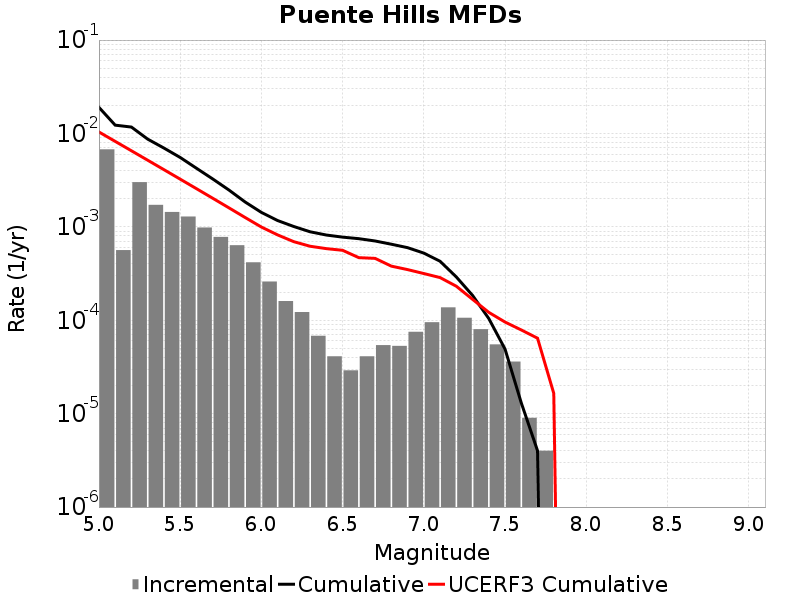 Puente Hills MFDs
10-1
10-2
10-3
10-4
10-5
10-6
Rate (1/yr)
5.0 5.5 6.0 6.5 7.0 7.5 8.0 8.5 9.0
Magnitude
Incremental Cumulative UCERF3 Cumulative